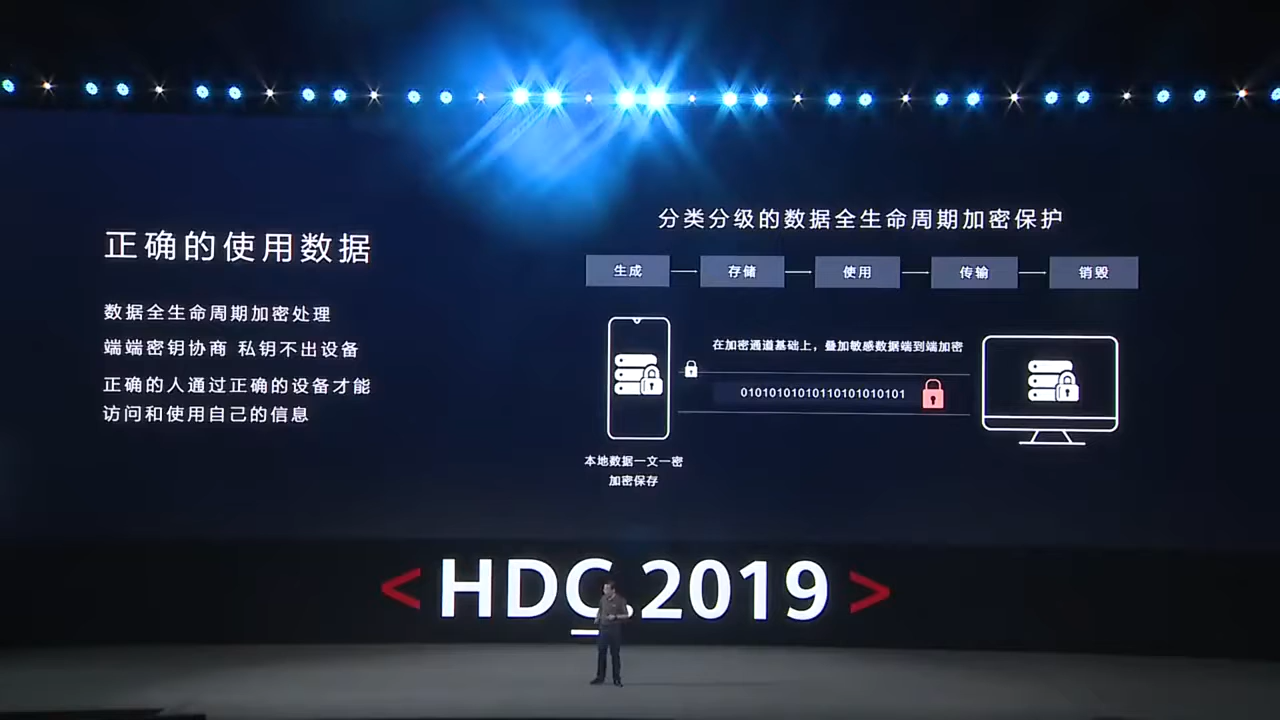 正确的使用数据
数据全生命周期加密处理
端端密钥协商 私钥不出设备
正确的人通过正确的设备才能
访问和使用自己的信息
分类分级的数据全生命周期加密保护
生成
存储
使用
传输
销毁
在加密通道基础上，叠加敏感数据端到端加密
01010101010110101010101
本地数据一文一密
加密保存
< HDC.2019 >